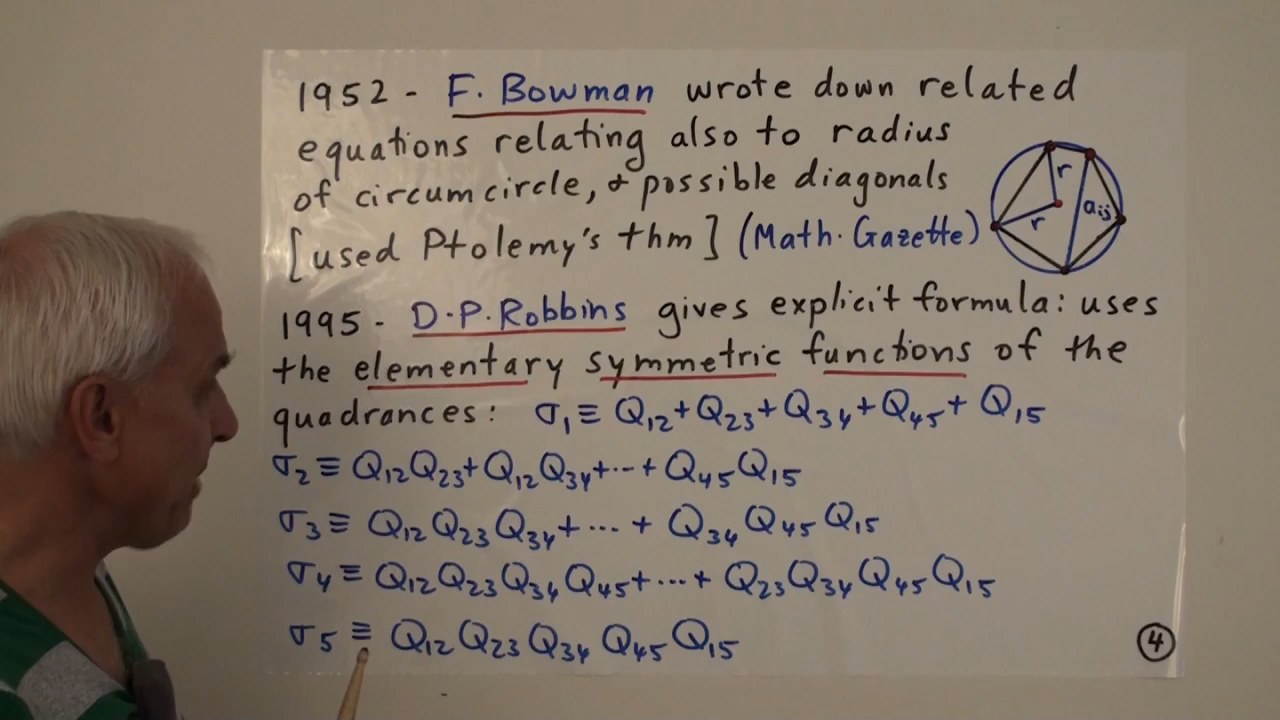 1952 - F. Bowman wrote down related
equations relating also to radius
of circumcircle, & possible diagonals
[used Ptolemy's thm] (Math. Gazette)
r
r
aᵢⱼ
1995 - D.P. Robbins gives explicit formula: uses
the elementary symmetric functions of the
quadrances: σ₁ ≡ Q₁₂+Q₂₃+Q₃₄+Q₄₅+Q₁₅
σ₂ ≡ Q₁₂Q₂₃+Q₁₂Q₃₄+...+Q₄₅Q₁₅
σ₃ ≡ Q₁₂Q₂₃Q₃₄+...+Q₃₄Q₄₅Q₁₅
σ₄ ≡ Q₁₂Q₂₃Q₃₄Q₄₅+...+Q₂₃Q₃₄Q₄₅Q₁₅
σ₅ ≡ Q₁₂Q₂₃Q₃₄Q₄₅Q₁₅
4